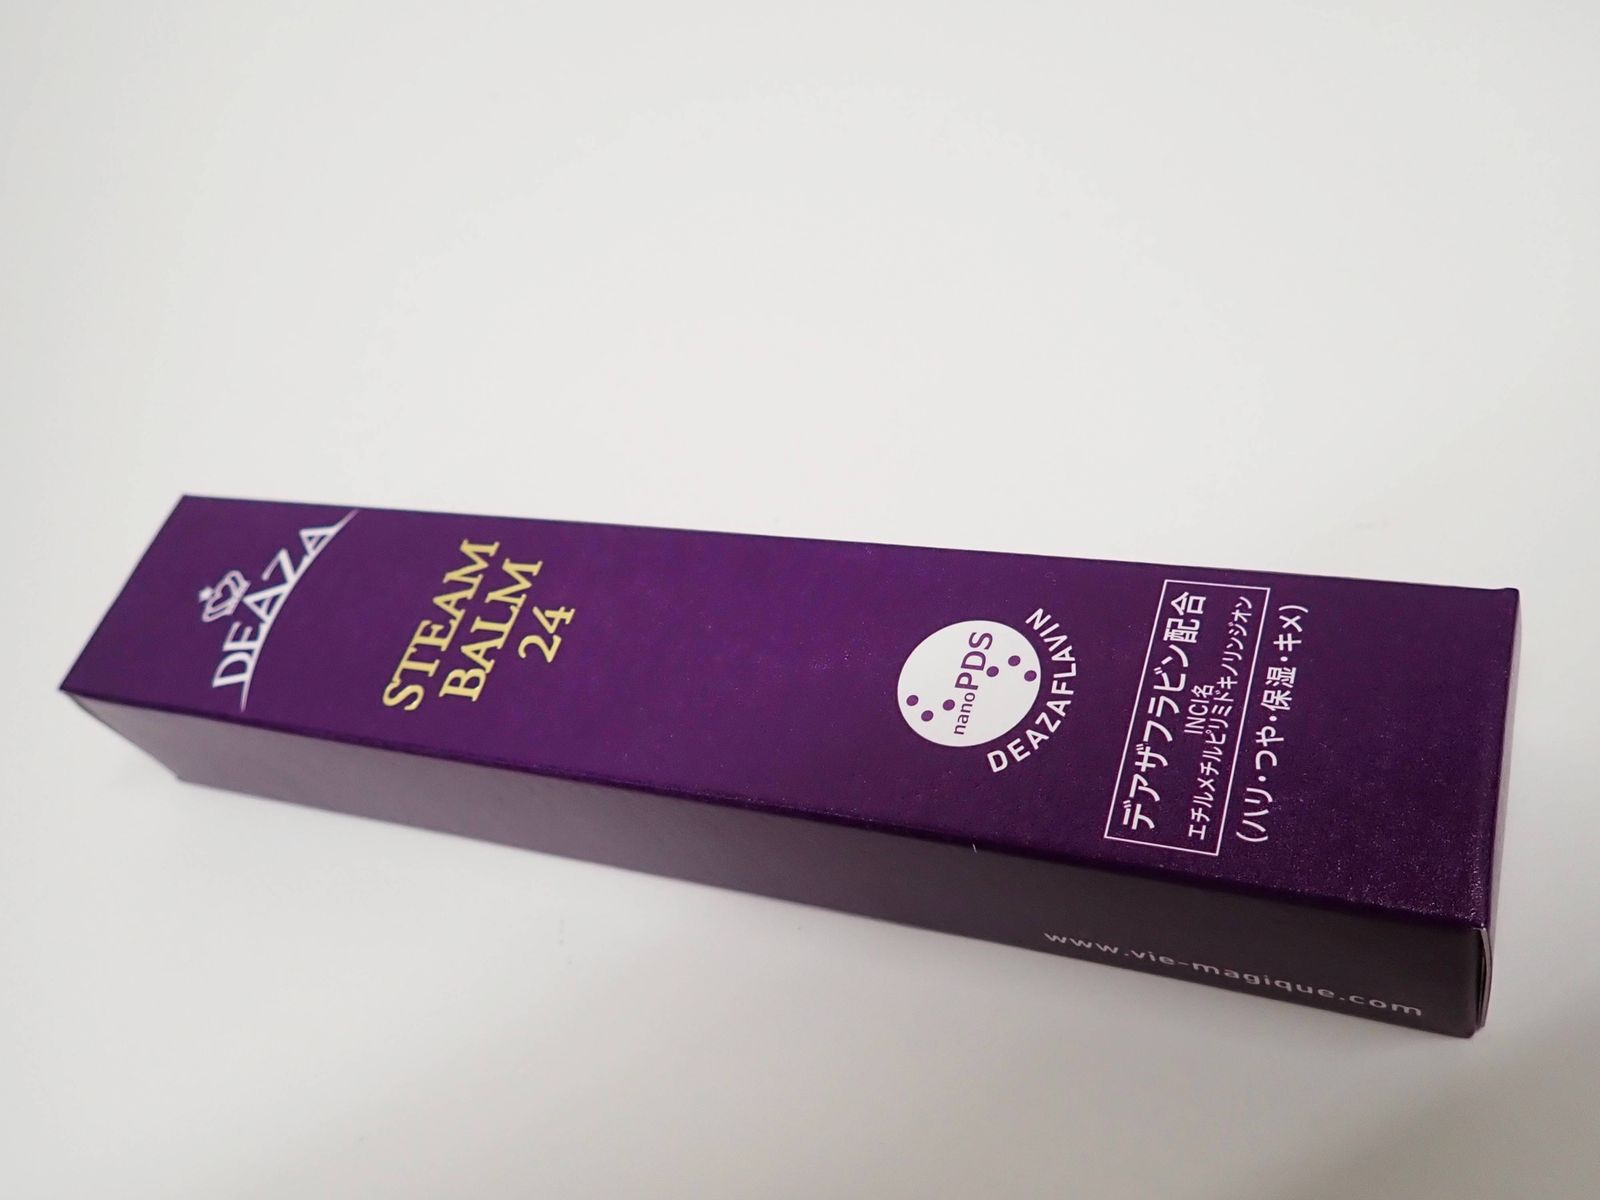 DEAZA
STEAM
BALM
24
nanoPDS
DEAZAFLAVIN
デアザフラビン配合
INCI名
エチルメチルピリミドキノリンジオン
(ハリ・つや・保湿・キメ)
www.vie-magique.com